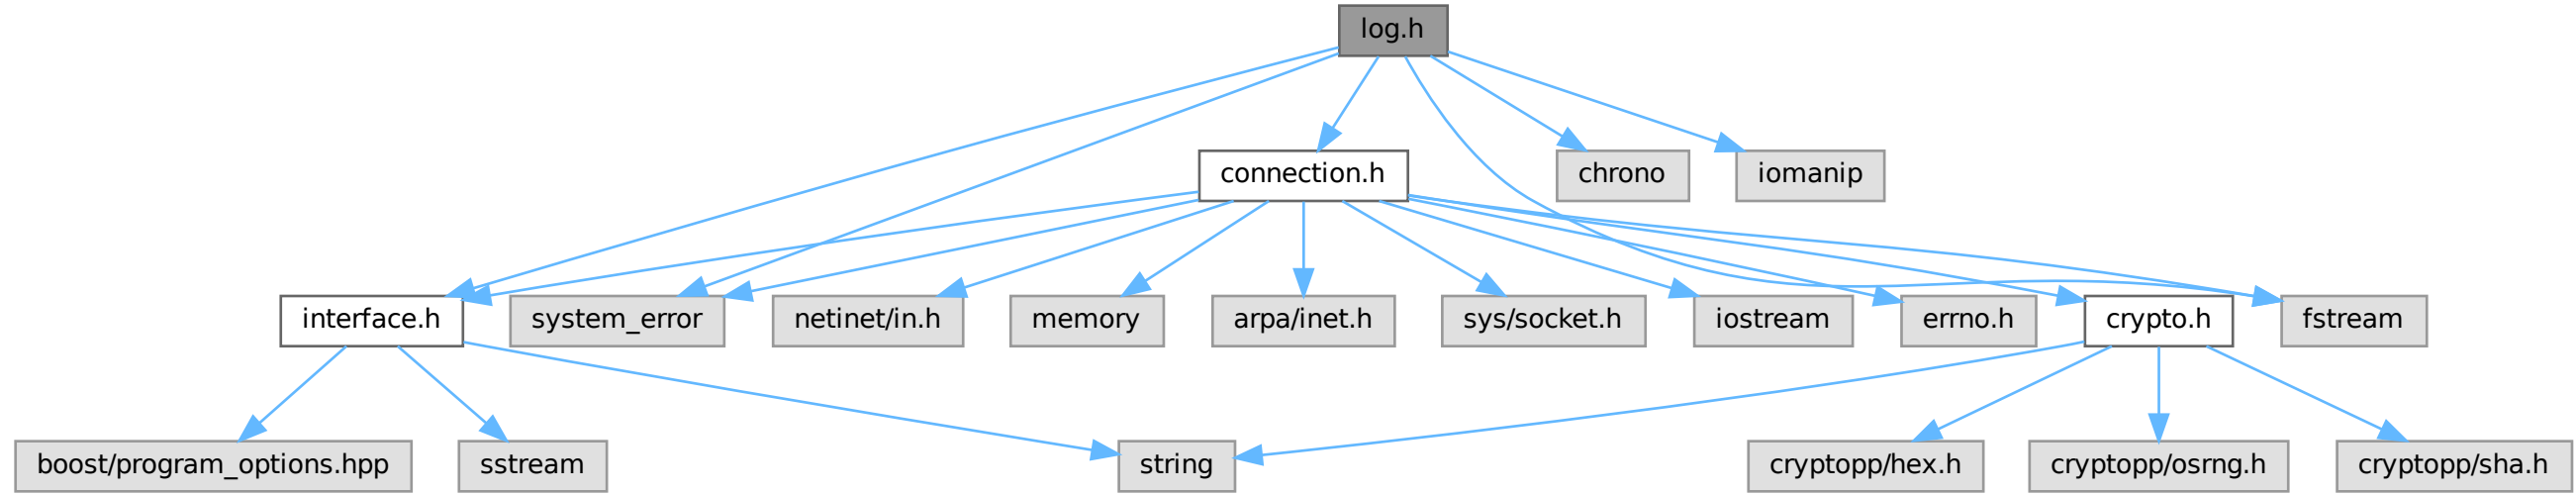 log.h
connection.h
chrono
iomanip
interface.h
system_error
netinet/in.h
memory
arpa/inet.h
sys/socket.h
iostream
errno.h
crypto.h
fstream
boost/program_options.hpp
sstream
string
cryptopp/hex.h
cryptopp/osrng.h
cryptopp/sha.h